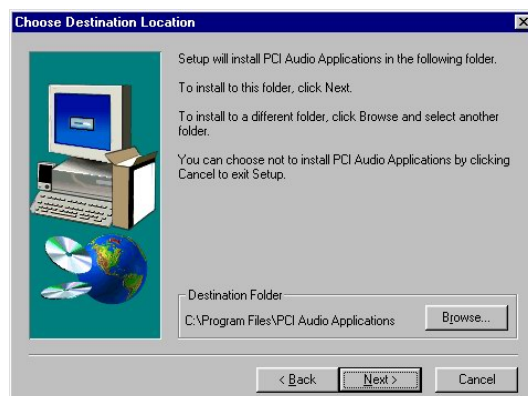 Choose Destination Location
Setup will install PCI Audio Applications in the following folder.
To install to this folder, click Next.
To install to a different folder, click Browse and select another
folder.
You can choose not to install PCI Audio Applications by clicking
Cancel to exit Setup.
Destination Folder
C:\Program Files\PCI Audio Applications
Browse...
< Back
Next >
Cancel